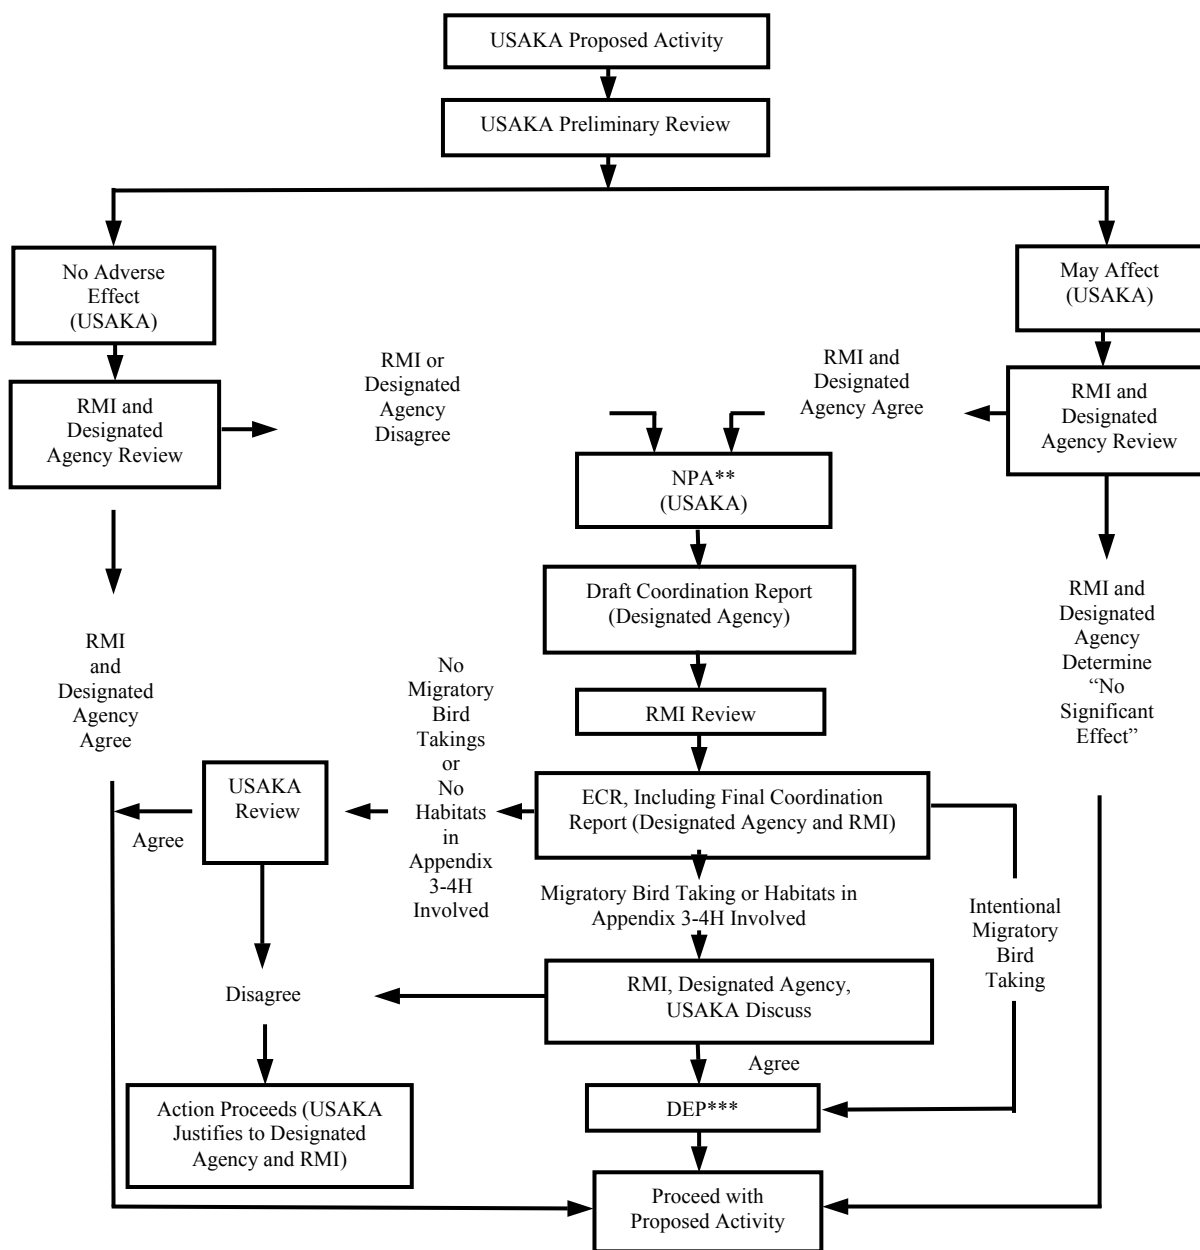 USAKA Proposed Activity
USAKA Preliminary Review
No Adverse
Effect
(USAKA)
May Affect
(USAKA)
RMI and
Designated
Agency Review
RMI or
Designated
Agency
Disagree
RMI and
Designated
Agency Agree
RMI and
Designated
Agency Review
NPA**
(USAKA)
Draft Coordination Report
(Designated Agency)
RMI
and
Designated
Agency
Agree
No
Migratory
Bird
Takings
or
No
Habitats
in
Appendix
3-4H
Involved
RMI Review
RMI and
Designated
Agency
Determine
“No
Significant
Effect”
USAKA
Review
Agree
ECR, Including Final Coordination
Report (Designated Agency and RMI)
Migratory Bird Taking or Habitats in
Appendix 3-4H Involved
Intentional
Migratory
Bird
Taking
Disagree
RMI, Designated Agency,
USAKA Discuss
Agree
Action Proceeds (USAKA
Justifies to Designated
Agency and RMI)
DEP***
Proceed with
Proposed Activity